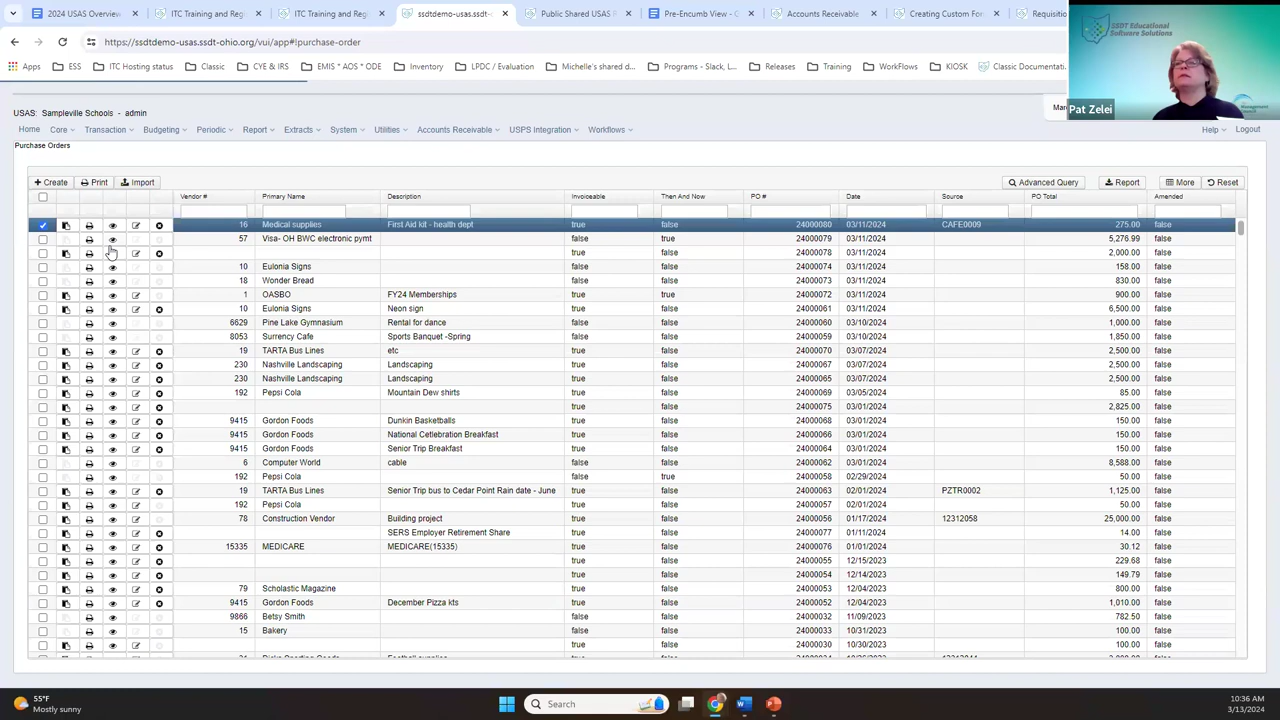 2024 USAS Overview
ITC Training and Reg
ITC Training and Reg
ssdtdemo-usas.ssdt-
Public Shared USAS
Pre-Encumbrance
Accounts Receivable
Creating Custom Fo
Requisitio
https://ssdtdemo-usas.ssdt-ohio.org/vui/app#!purchase-order
Apps ESS ITC Hosting status Classic CYE & IRS EMIS * AOS * ODE Inventory LPDC / Evaluation Michelle's shared d... Programs - Slack, L... Releases Training WorkFlows KIOSK Classic Documentati
SSDT Educational Software Solutions
Pat Zelei
USAS: Sampleville Schools - admin
Home Core Transaction Budgeting Periodic Report Extracts System Utilities Accounts Receivable USPS Integration Workflows Help Logout
Purchase Orders
Create Print Import Advanced Query Report More Reset
Vendor # Primary Name Description Invoiceable Then And Now PO # Date Source PO Total Amended
16 Medical supplies First Aid kit - health dept true false 24000080 03/11/2024 CAFE0009 275.00 false
57 Visa- OH BWC electronic pymt false true 24000079 03/11/2024 5,276.99 false
true false 24000078 03/11/2024 2,000.00 false
10 Eulonia Signs false false 24000074 03/11/2024 158.00 false
18 Wonder Bread false false 24000073 03/11/2024 830.00 false
1 OASBO FY24 Memberships true true 24000072 03/11/2024 900.00 false
10 Eulonia Signs Neon sign true false 24000061 03/11/2024 6,500.00 false
6629 Pine Lake Gymnasium Rental for dance false false 24000060 03/10/2024 1,000.00 false
8053 Surrency Cafe Sports Banquet -Spring false false 24000059 03/10/2024 1,850.00 false
19 TARTA Bus Lines etc true false 24000070 03/07/2024 2,500.00 false
230 Nashville Landscaping Landscaping true false 24000067 03/07/2024 2,500.00 false
230 Nashville Landscaping Landscaping true false 24000065 03/07/2024 2,500.00 false
192 Pepsi Cola Mountain Dew shirts true false 24000069 03/05/2024 85.00 false
true false 24000075 03/01/2024 2,825.00 false
9415 Gordon Foods Dunkin Basketballs true false 24000068 03/01/2024 150.00 false
9415 Gordon Foods National Cetlebration Breakfast true false 24000066 03/01/2024 150.00 false
9415 Gordon Foods Senior Trip Breakfast true false 24000064 03/01/2024 150.00 false
6 Computer World cable false false 24000062 03/01/2024 8,588.00 false
192 Pepsi Cola false true 24000058 02/29/2024 50.00 false
19 TARTA Bus Lines Senior Trip bus to Cedar Point Rain date - June true false 24000063 02/01/2024 PZTR0002 1,125.00 false
192 Pepsi Cola true false 24000057 02/01/2024 50.00 false
78 Construction Vendor Building project true false 24000056 01/17/2024 12312058 25,000.00 false
SERS Employer Retirement Share true false 24000077 01/11/2024 14.00 false
15335 MEDICARE MEDICARE(15335) true false 24000076 01/01/2024 30.12 false
true false 24000055 12/15/2023 229.68 false
true false 24000054 12/14/2023 149.79 false
79 Scholastic Magazine true false 24000053 12/04/2023 800.00 false
9415 Gordon Foods December Pizza kts true false 24000052 12/04/2023 1,010.00 false
9866 Betsy Smith false false 24000032 11/09/2023 782.50 false
15 Bakery false false 24000033 10/31/2023 100.00 false
true false 24000030 10/30/2023 100.00 false
55°F
Mostly sunny
Search
10:36 AM
3/13/2024